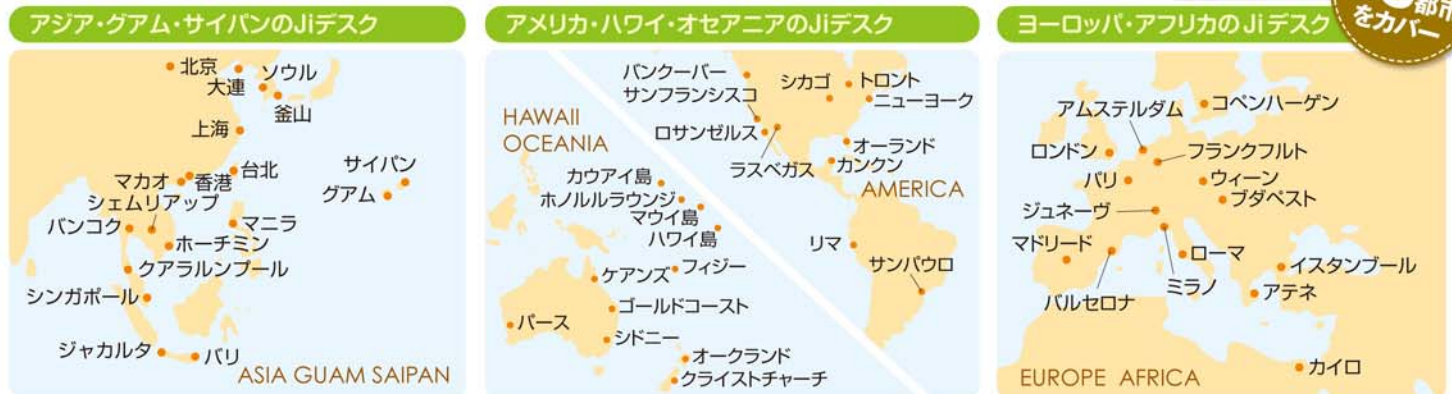 アジア・グアム・サイパンのJiデスク
北京
大連
ソウル
釜山
上海
台北
香港
マカオ
サイパン
グアム
シェムリアップ
バンコク
マニラ
ホーチミン
クアラルンプール
シンガポール
ジャカルタ
バリ
ASIA GUAM SAIPAN
アメリカ・ハワイ・オセアニアのJiデスク
バンクーバー
サンフランシスコ
シカゴ
トロント
ニューヨーク
ロサンゼルス
ラスベガス
オーランド
カンクン
AMERICA
リマ
サンパウロ
HAWAII
OCEANIA
カウアイ島
ホノルルラウンジ
マウイ島
ハワイ島
ケアンズ
フィジー
ゴールドコースト
パース
シドニー
オークランド
クライストチャーチ
ヨーロッパ・アフリカのJiデスク
都市
をカバー
コペンハーゲン
アムステルダム
ロンドン
フランクフルト
パリ
ウィーン
ブダペスト
ジュネーヴ
マドリード
ローマ
イスタンブール
バルセロナ
ミラノ
アテネ
カイロ
EUROPE AFRICA